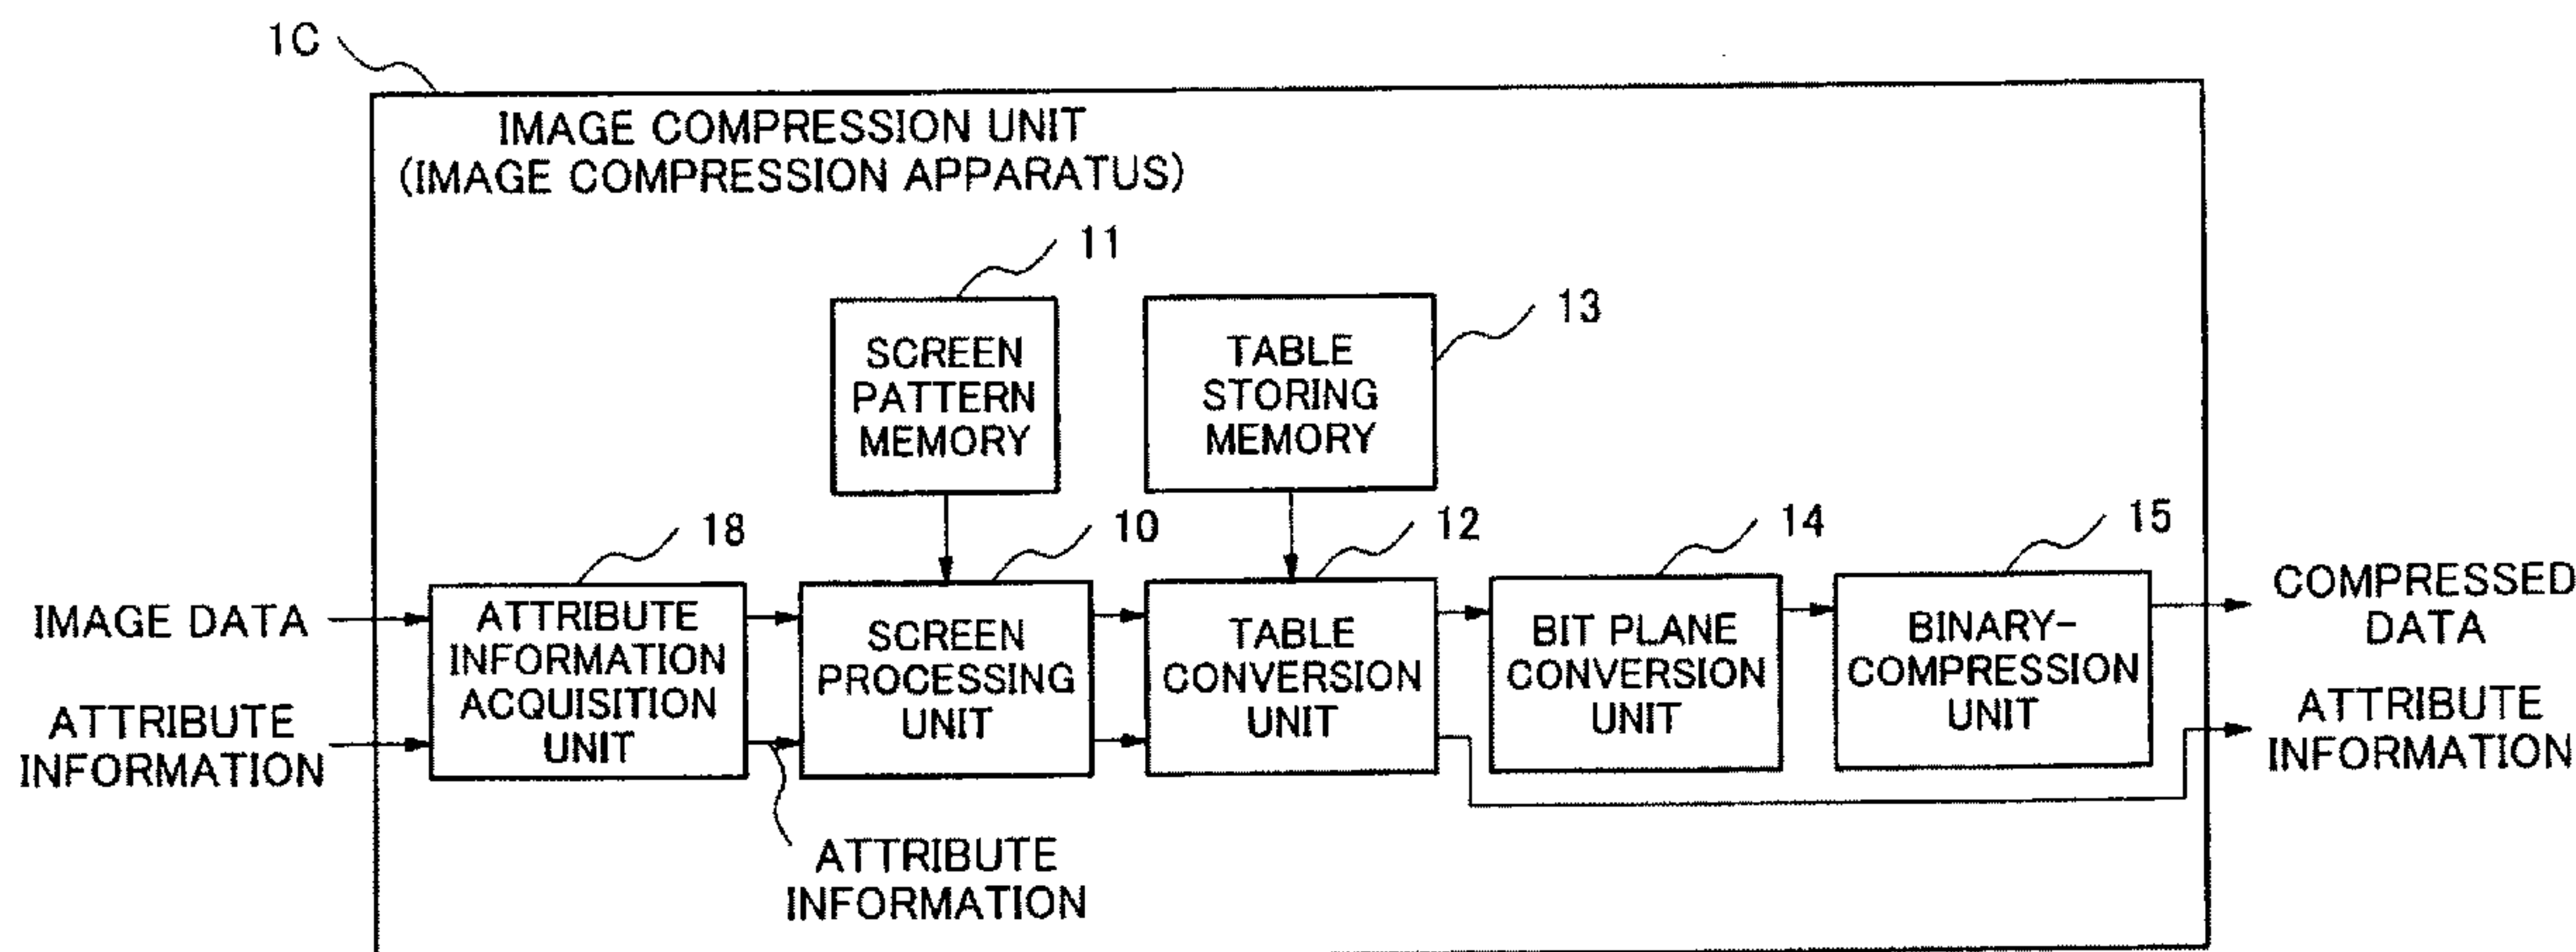 1C
IMAGE COMPRESSION UNIT
(IMAGE COMPRESSION APPARATUS)
11
SCREEN
PATTERN
MEMORY
13
TABLE
STORING
MEMORY
18
10
12
14
15
IMAGE DATA
ATTRIBUTE
INFORMATION
ATTRIBUTE
INFORMATION
ACQUISITION
UNIT
SCREEN
PROCESSING
UNIT
TABLE
CONVERSION
UNIT
BIT PLANE
CONVERSION
UNIT
BINARY-
COMPRESSION
UNIT
COMPRESSED
DATA
ATTRIBUTE
INFORMATION
ATTRIBUTE
INFORMATION